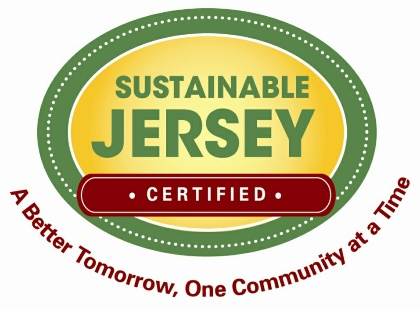 SUSTAINABLE
JERSEY
• CERTIFIED •
A Better Tomorrow, One Community at a Time